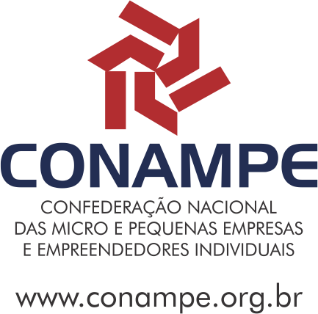 CONAMPE
CONFEDERAÇÃO NACIONAL
DAS MICRO E PEQUENAS EMPRESAS
E EMPREENDEDORES INDIVIDUAIS
www.conampe.org.br